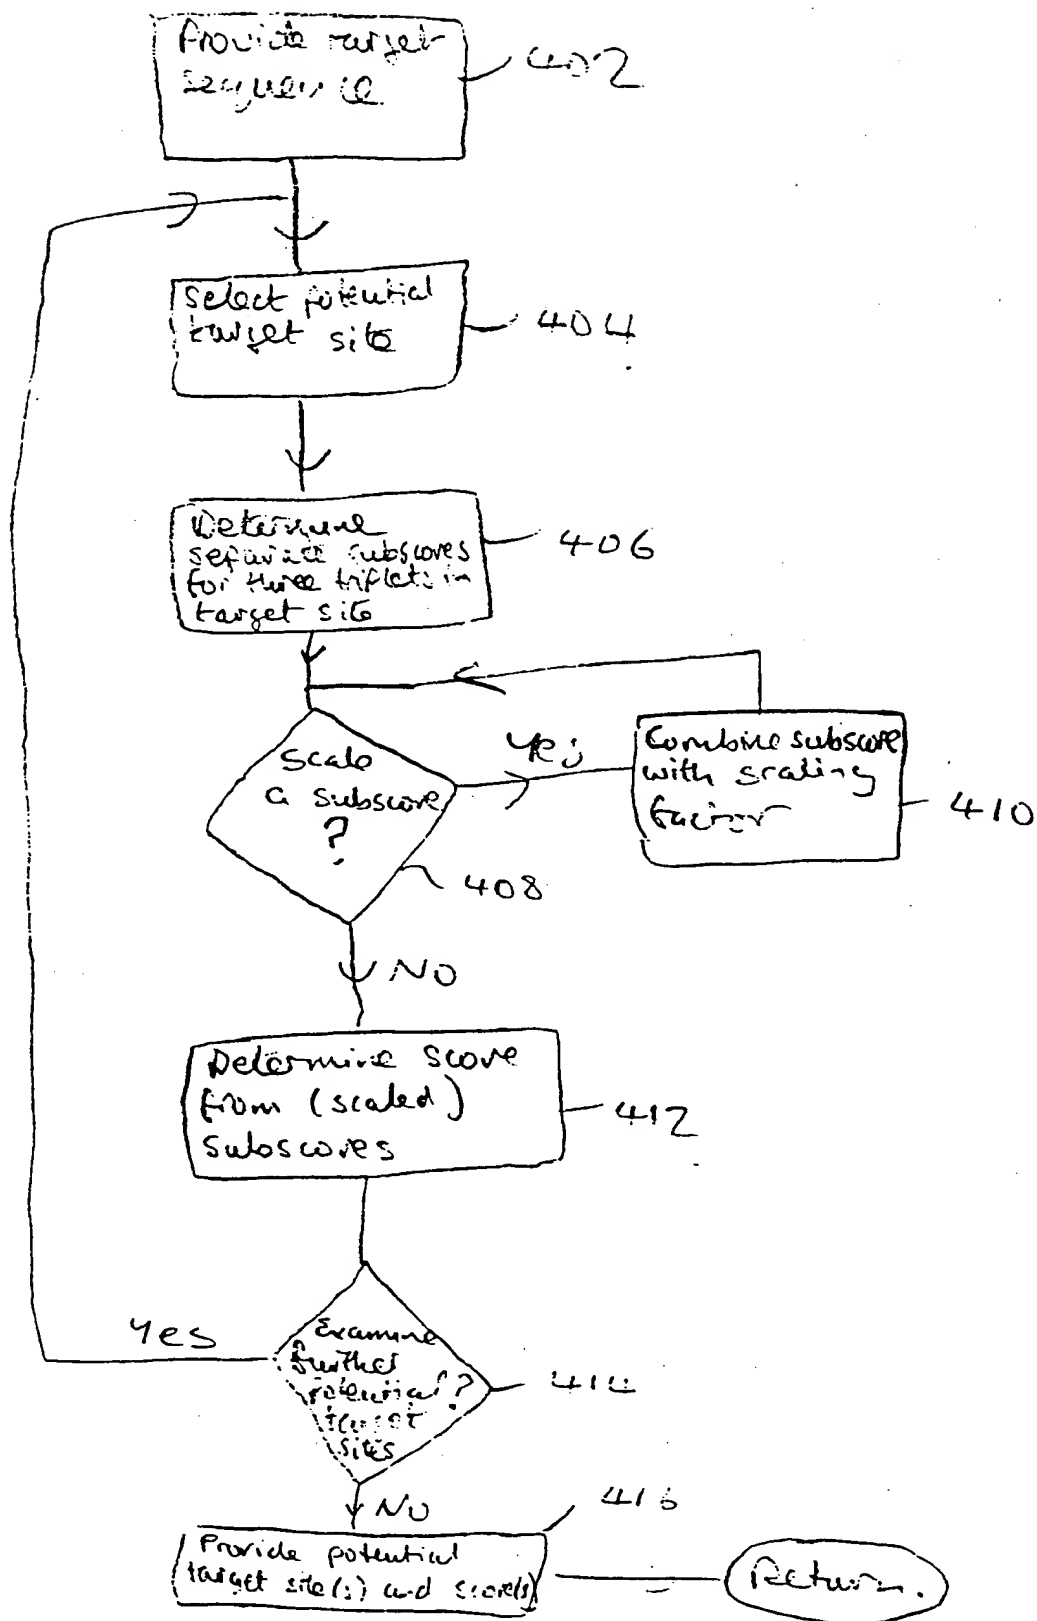 Provide target
sequence
402
Select potential
target site
404
Determine
separate subscores
for three triplets in
target site
406
Scale
a subscore
?
408
Yes
Combine subscore
with scaling
factor
410
NO
Determine score
from (scaled)
subscores
412
Yes
Examine
further
potential ?
target
sites
414
NO
416
Provide potential
target site(s) and score(s)
Return.